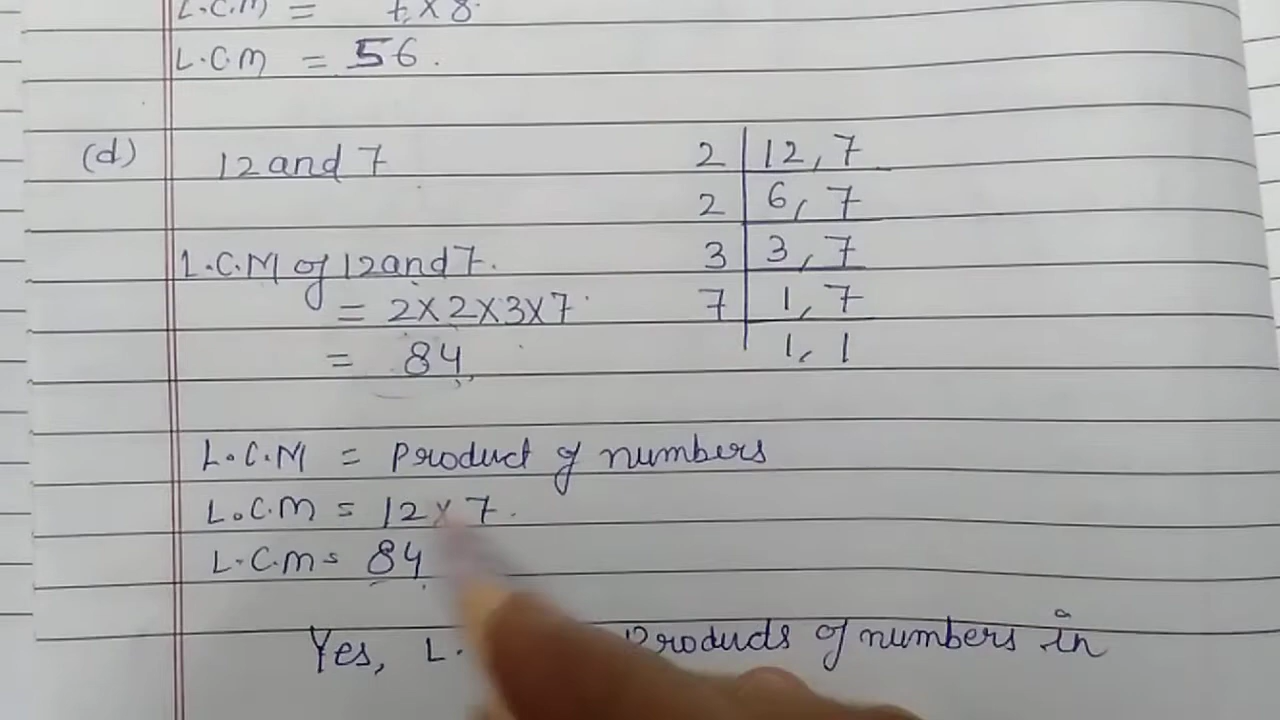 L.C.M = 7 × 8.
L.C.M = 56.
(d) 12 and 7
2 | 12, 7
2 | 6, 7
L.C.M of 12 and 7.
3 | 3, 7
= 2×2×3×7
7 | 1, 7
= 84
1, 1
L.C.M = Product of numbers
L.C.M = 12 × 7.
L.C.M = 84
Yes, L. Products of numbers in